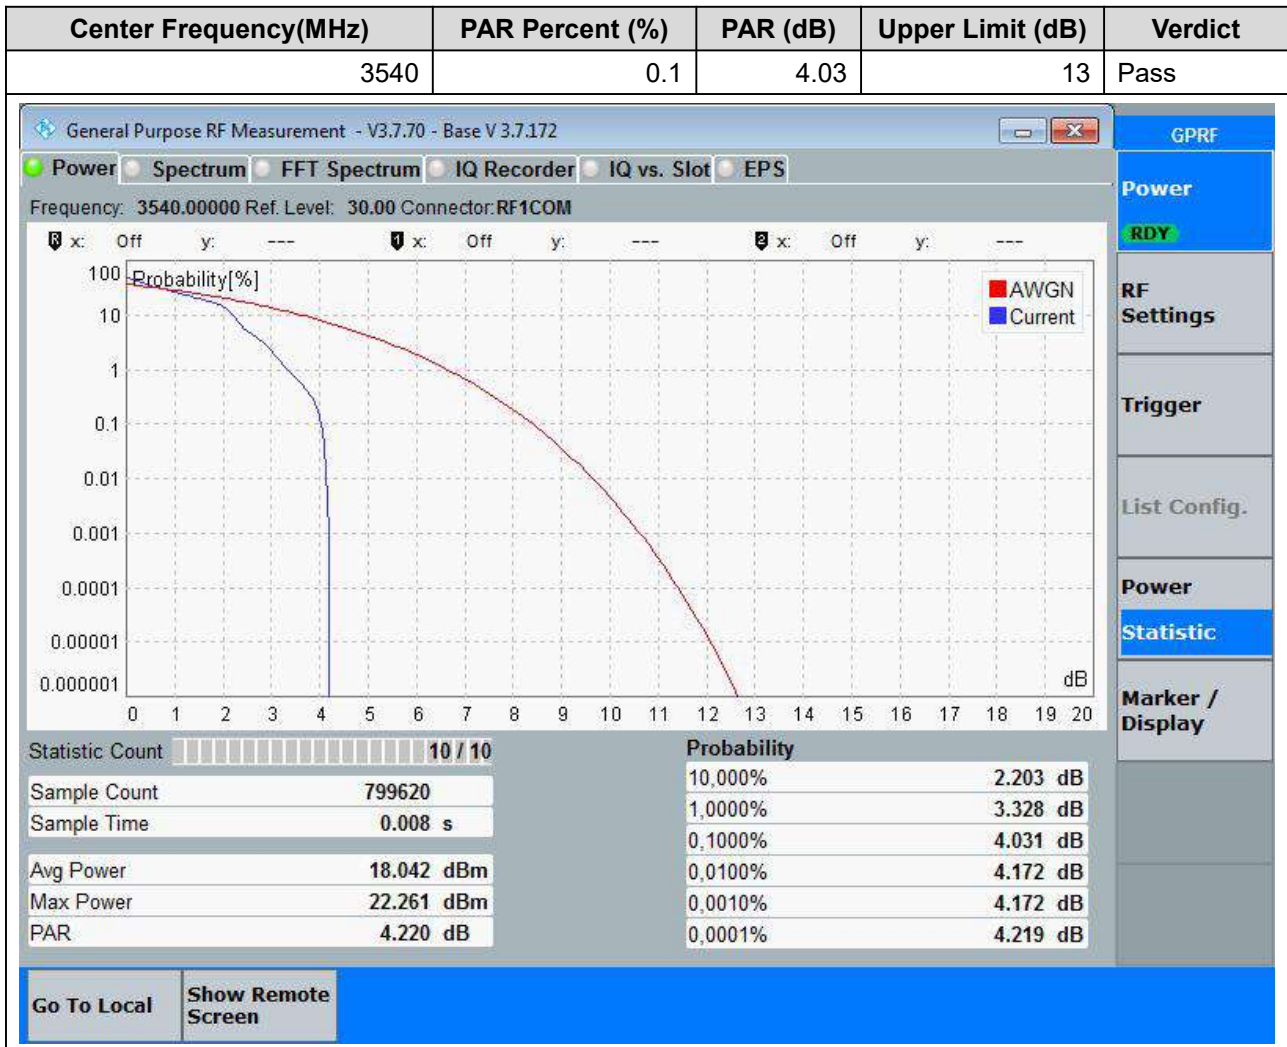 Center Frequency(MHz) PAR Percent (%) PAR (dB) Upper Limit (dB) Verdict
3540 0.1 4.03 13 Pass
General Purpose RF Measurement - V3.7.70 - Base V 3.7.172
GPRF
Power Spectrum FFT Spectrum IQ Recorder IQ vs. Slot EPS
Frequency: 3540.00000 Ref. Level: 30.00 Connector: RF1COM
R x: Off y: --- 1 x: Off y: --- 2 x: Off y: ---
Power
RDY
RF
Settings
Trigger
List Config.
Power
Statistic
Marker /
Display
Probability[%]
AWGN
Current
100
10
1
0.1
0.01
0.001
0.0001
0.00001
0.000001
dB
0 1 2 3 4 5 6 7 8 9 10 11 12 13 14 15 16 17 18 19 20
Statistic Count 10 / 10
Sample Count 799620
Sample Time 0.008 s
Avg Power 18.042 dBm
Max Power 22.261 dBm
PAR 4.220 dB
Probability
10,000% 2.203 dB
1,0000% 3.328 dB
0,1000% 4.031 dB
0,0100% 4.172 dB
0,0010% 4.172 dB
0,0001% 4.219 dB
Go To Local
Show Remote
Screen